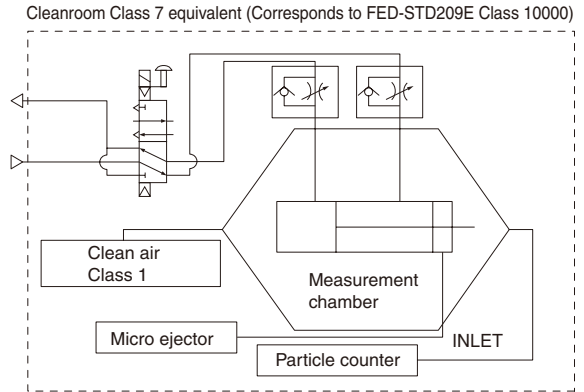 Cleanroom Class 7 equivalent (Corresponds to FED-STD209E Class 10000)
Clean air
Class 1
Measurement
chamber
Micro ejector
INLET
Particle counter